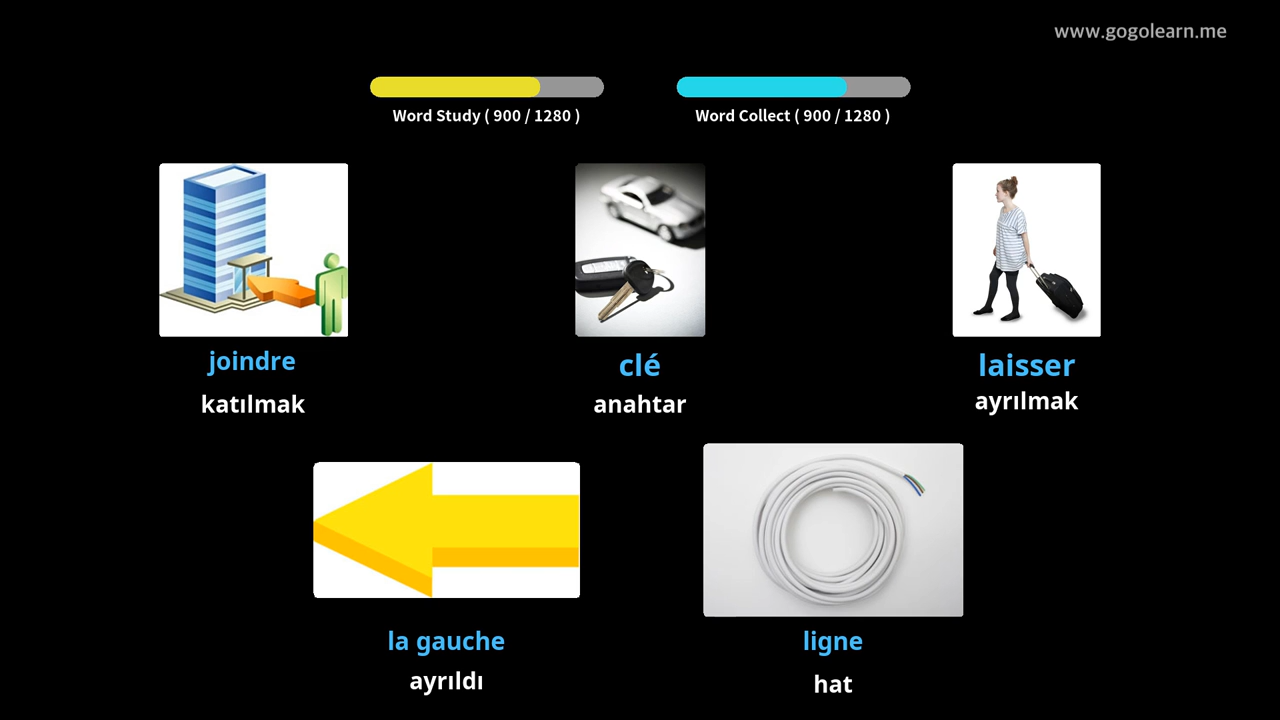 www.gogolearn.me
Word Study ( 900 / 1280 )
Word Collect ( 900 / 1280 )
joindre
clé
laisser
katılmak
anahtar
ayrılmak
la gauche
ligne
ayrıldı
hat